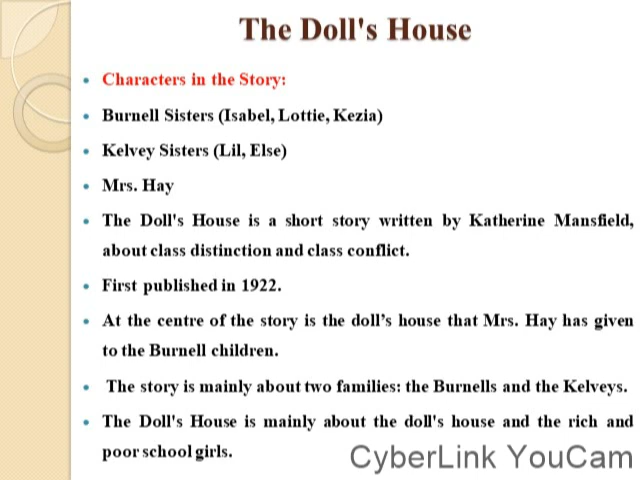 The Doll's House
Characters in the Story:
Burnell Sisters (Isabel, Lottie, Kezia)
Kelvey Sisters (Lil, Else)
Mrs. Hay
The Doll's House is a short story written by Katherine Mansfield,
about class distinction and class conflict.
First published in 1922.
At the centre of the story is the doll’s house that Mrs. Hay has given
to the Burnell children.
The story is mainly about two families: the Burnells and the Kelveys.
The Doll's House is mainly about the doll's house and the rich and
poor school girls.
CyberLink YouCam